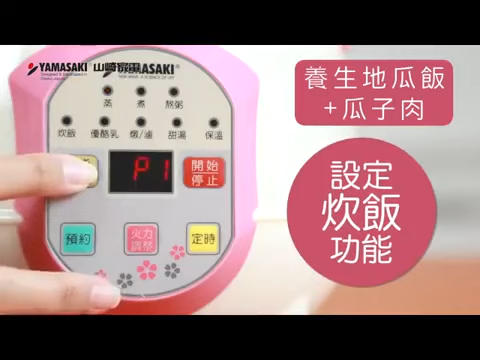 YAMASAKI
山崎家電
YAMASAKI®
蒸 煮 熬粥
炊飯 優酪乳 燉/滷 甜湯 保溫
P1
開始
停止
預約
火力
調整
定時
養生地瓜飯
+瓜子肉
設定
炊飯
功能